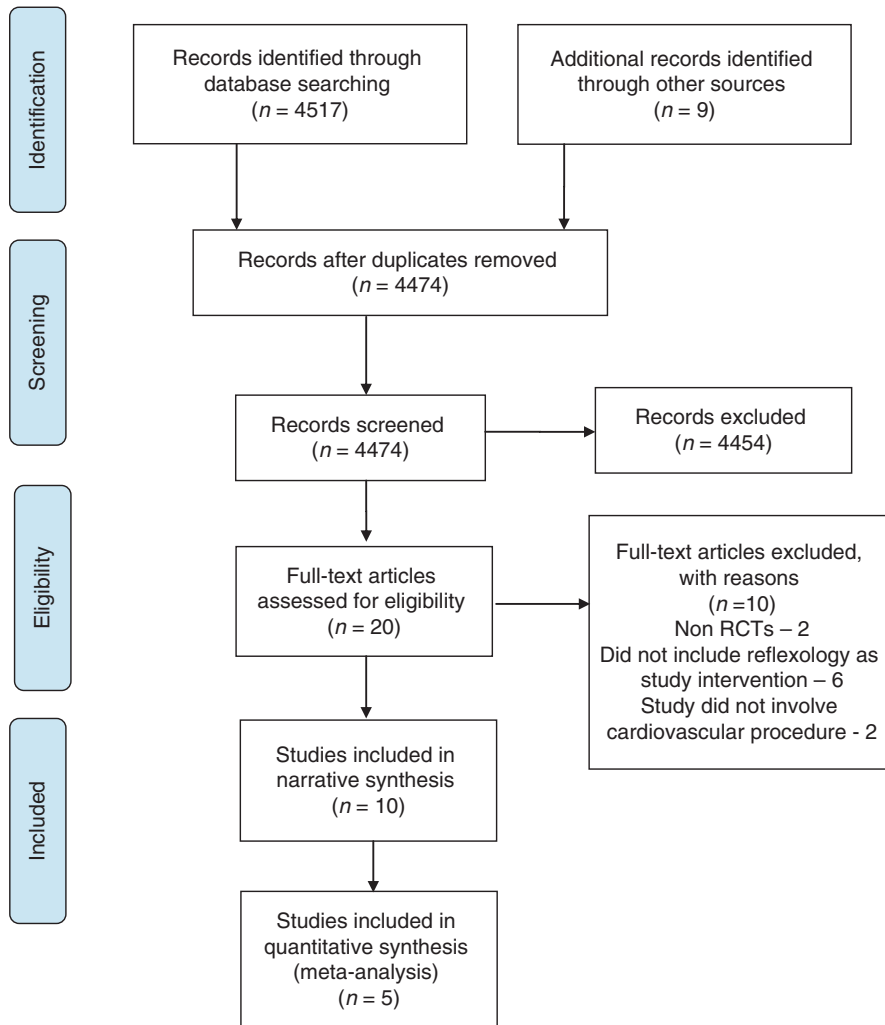 Identification
Records identified through
database searching
(n = 4517)
Additional records identified
through other sources
(n = 9)
Screening
Records after duplicates removed
(n = 4474)
Records screened
(n = 4474)
Records excluded
(n = 4454)
Eligibility
Full-text articles
assessed for eligibility
(n = 20)
Full-text articles excluded,
with reasons
(n =10)
Non RCTs – 2
Did not include reflexology as
study intervention – 6
Study did not involve
cardiovascular procedure - 2
Included
Studies included in
narrative synthesis
(n = 10)
Studies included in
quantitative synthesis
(meta-analysis)
(n = 5)